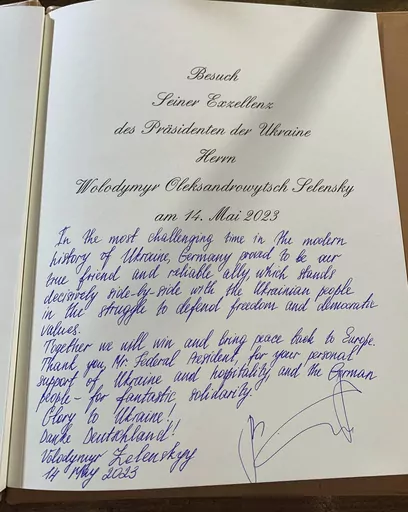 Besuch
Seiner Exzellenz
des Präsidenten der Ukraine
Herrn
Wolodymyr Oleksandrowytsch Selensky
am 14. Mai 2023
In the most challenging time in the modern
history of Ukraine, Germany proved to be our
true friend and reliable ally, which stands
decisively side-by-side with the Ukrainian people
in the struggle to defend freedom and democratic
values.
Together we will win and bring peace back to Europe.
Thank you, Mr. Federal President, for your personal
support of Ukraine and hospitality and the German
people - for fantastic solidarity.
Glory to Ukraine!
Danke Deutschland!!
Volodymyr Zelenskyy
14 May 2023